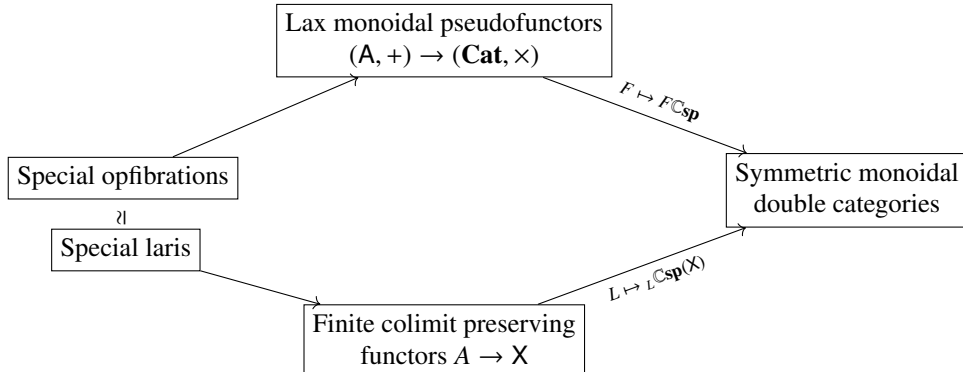 Lax monoidal pseudofunctors
(A, +) → (Cat, ×)
F ↦ Fℂsp
Special opfibrations
≃
Special laris
Symmetric monoidal
double categories
L ↦ Lℂsp(X)
Finite colimit preserving
functors A → X